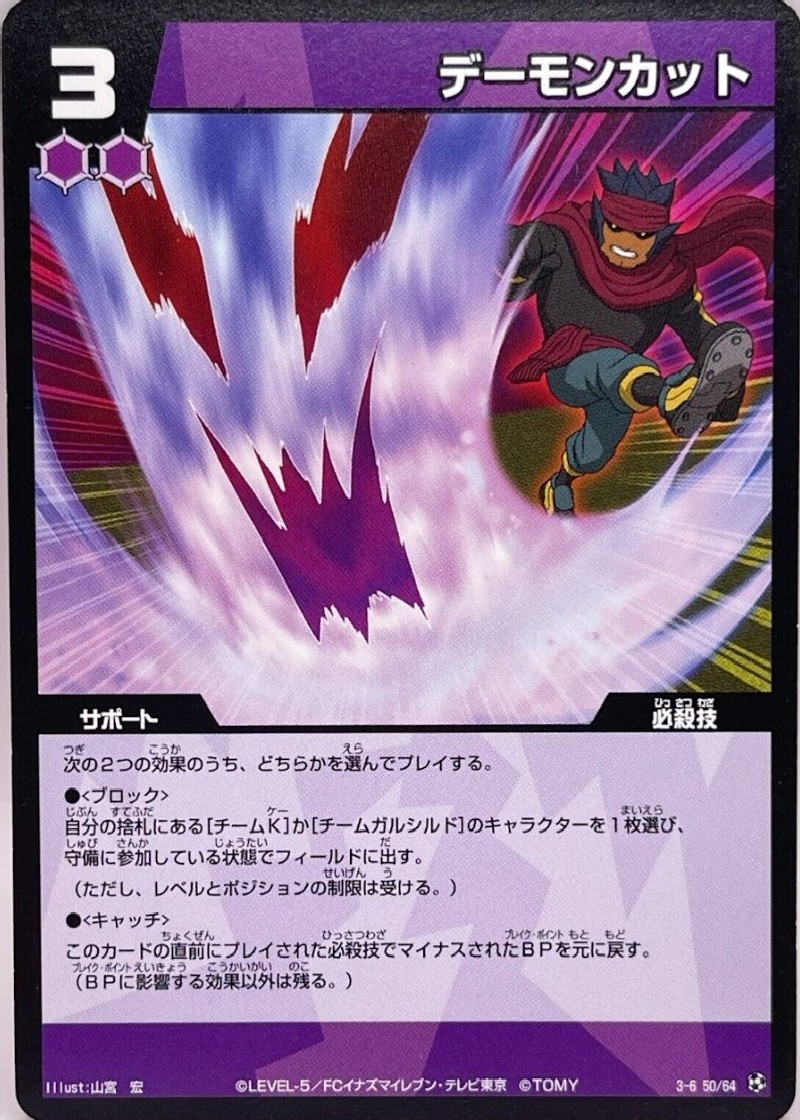 3
デーモンカット
サポート
必殺技
次の２つの効果のうち、どちらかを選んでプレイする。
●<ブロック>
自分の捨札にある[チームK]か[チームガルシルド]のキャラクターを１枚選び、
守備に参加している状態でフィールドに出す。
（ただし、レベルとポジションの制限は受ける。）
●<キャッチ>
このカードの直前にプレイされた必殺技でマイナスされたＢＰを元に戻す。
（ＢＰに影響する効果以外は残る。）
Illust:山宮　宏
©LEVEL-5／FCイナズマイレブン・テレビ東京　©TOMY
3-6 50/64